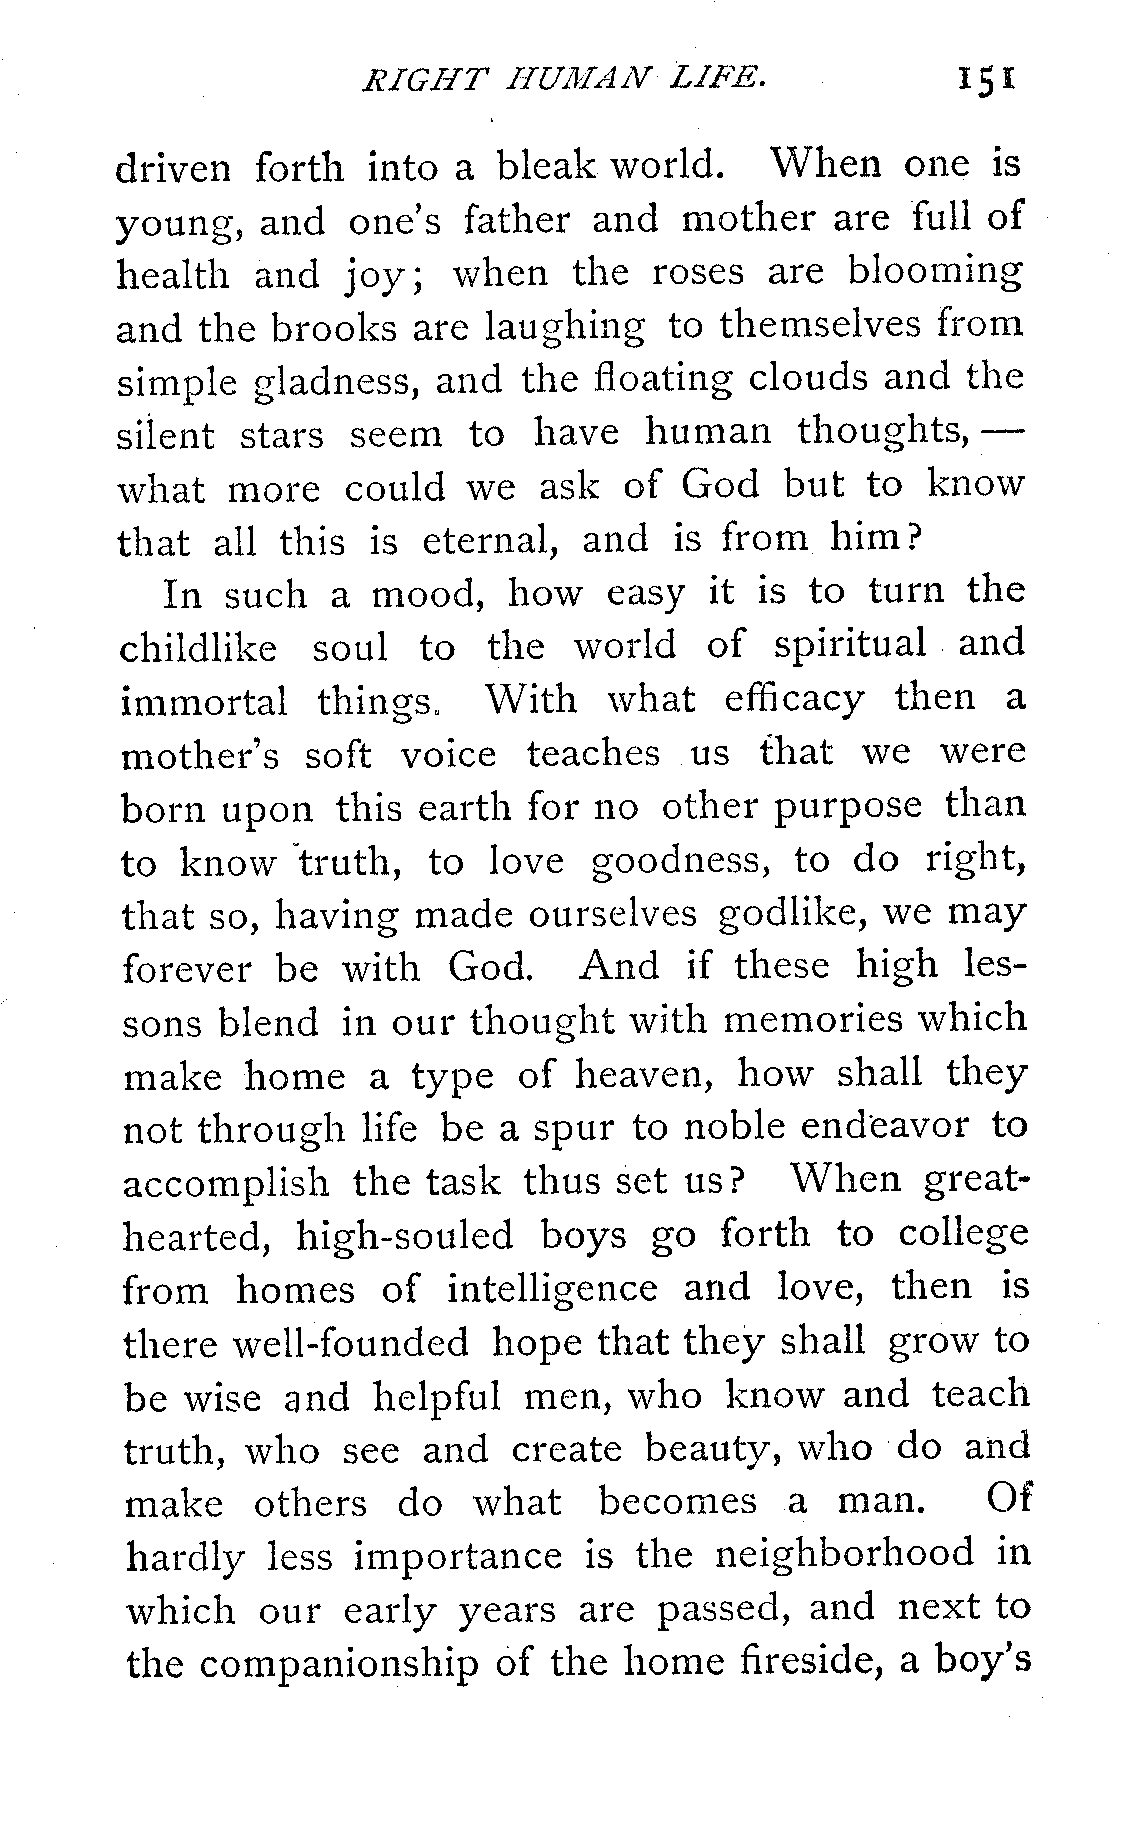 RIGHT HUMAN LIFE. 151
driven forth into a bleak world. When one is
young, and one's father and mother are full of
health and joy; when the roses are blooming
and the brooks are laughing to themselves from
simple gladness, and the floating clouds and the
silent stars seem to have human thoughts, —
what more could we ask of God but to know
that all this is eternal, and is from him?
In such a mood, how easy it is to turn the
childlike soul to the world of spiritual and
immortal things. With what efficacy then a
mother's soft voice teaches us that we were
born upon this earth for no other purpose than
to know truth, to love goodness, to do right,
that so, having made ourselves godlike, we may
forever be with God. And if these high les-
sons blend in our thought with memories which
make home a type of heaven, how shall they
not through life be a spur to noble endeavor to
accomplish the task thus set us? When great-
hearted, high-souled boys go forth to college
from homes of intelligence and love, then is
there well-founded hope that they shall grow to
be wise and helpful men, who know and teach
truth, who see and create beauty, who do and
make others do what becomes a man. Of
hardly less importance is the neighborhood in
which our early years are passed, and next to
the companionship of the home fireside, a boy's